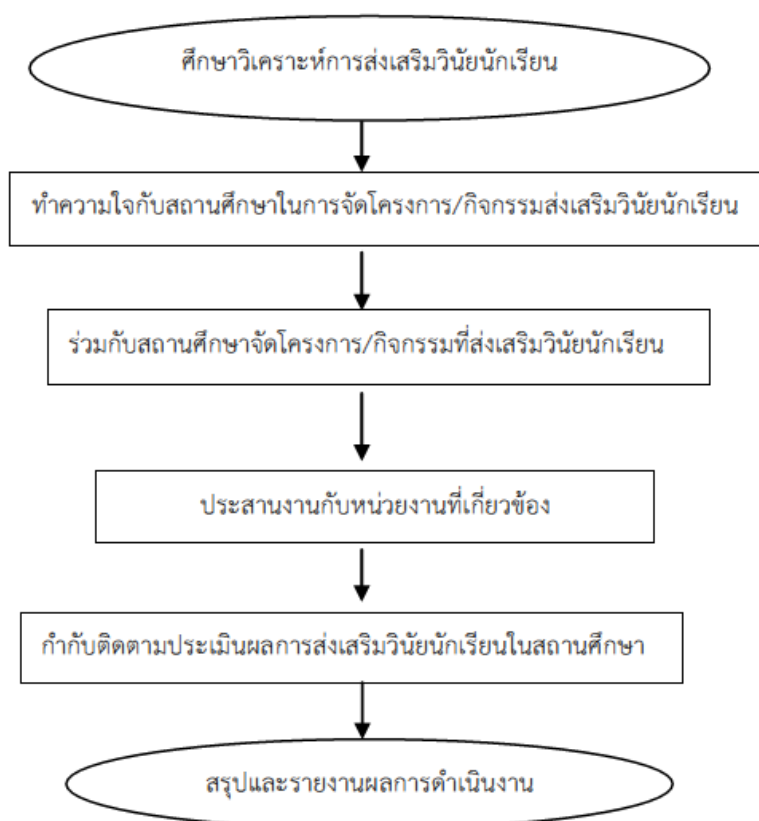 ศึกษาวิเคราะห์การส่งเสริมวินัยนักเรียน
ทำความใจกับสถานศึกษาในการจัดโครงการ/กิจกรรมส่งเสริมวินัยนักเรียน
ร่วมกับสถานศึกษาจัดโครงการ/กิจกรรมที่ส่งเสริมวินัยนักเรียน
ประสานงานกับหน่วยงานที่เกี่ยวข้อง
กำกับติดตามประเมินผลการส่งเสริมวินัยนักเรียนในสถานศึกษา
สรุปและรายงานผลการดำเนินงาน